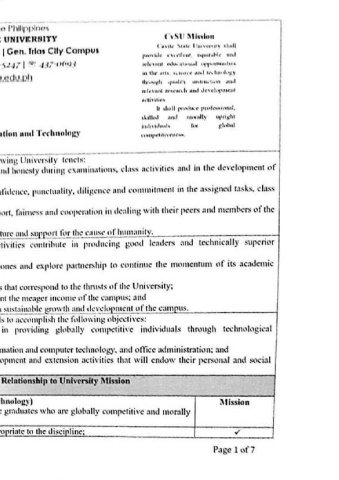 e Philippines
UNIVERSITY
| Gen. Trias City Campus
5247 | ☏ 437-0693
.edu.ph
CvSU Mission
Cavite State University shall
provide excellent, equitable and
relevant educational opportunities
in the arts, science and technology
through quality instruction and
relevant research and development
activities
It shall produce professional,
skilled and morally upright
individuals for global
competitiveness.
ation and Technology
wing University tenets:
nd honesty during examinations, class activities and in the development of
nfidence, punctuality, diligence and commitment in the assigned tasks, class
ort, fairness and cooperation in dealing with their peers and members of the
ture and support for the cause of humanity.
tivities contribute in producing good leaders and technically superior
ones and explore partnership to continue the momentum of its academic
s that correspond to the thrusts of the University;
nt the meager income of the campus; and
sustainable growth and development of the campus.
ls to accomplish the following objectives:
in providing globally competitive individuals through technological
mation and computer technology, and office administration; and
opment and extension activities that will endow their personal and social
Relationship to University Mission
hnology) Mission
e graduates who are globally competitive and morally
opriate to the discipline; ✓
Page 1 of 7